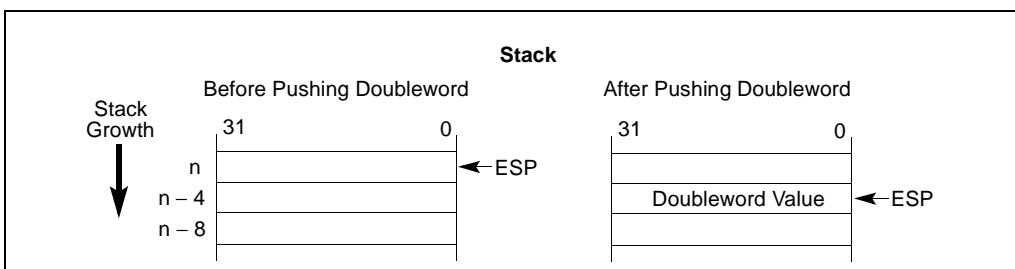 Stack
Before Pushing Doubleword
After Pushing Doubleword
Stack
Growth
31 0
31 0
n
ESP
n – 4
Doubleword Value
ESP
n – 8